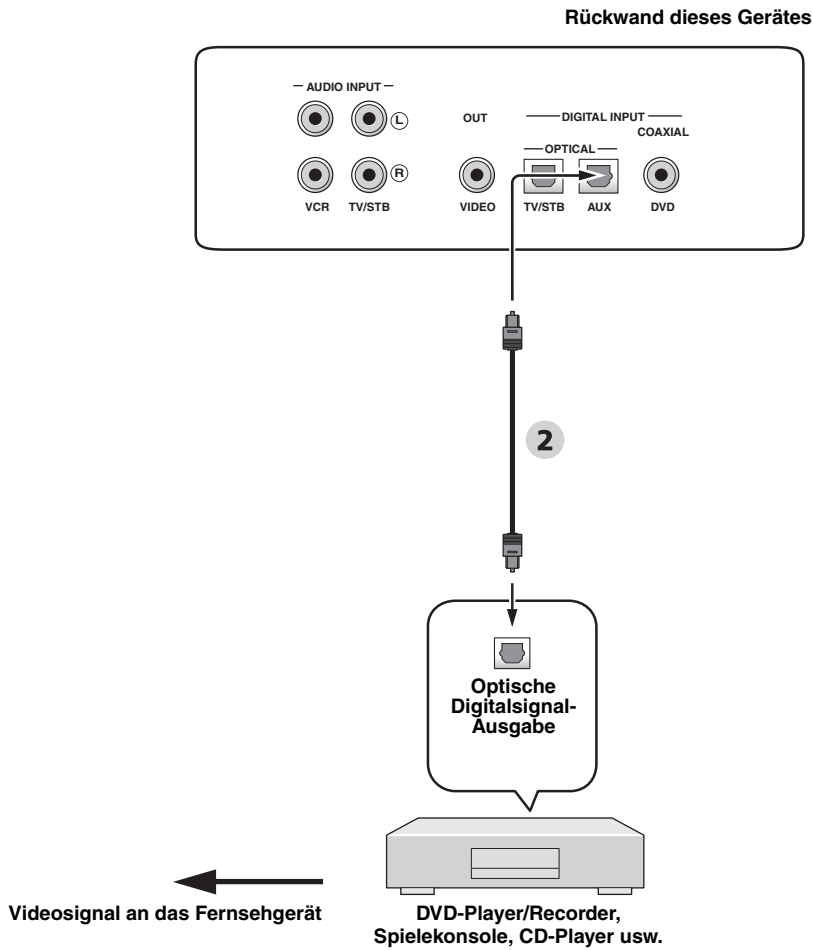 Rückwand dieses Gerätes
AUDIO INPUT
L
OUT
DIGITAL INPUT
COAXIAL
OPTICAL
R
VCR
TV/STB
VIDEO
TV/STB
AUX
DVD
2
Optische
Digitalsignal-
Ausgabe
Videosignal an das Fernsehgerät
DVD-Player/Recorder,
Spielekonsole, CD-Player usw.